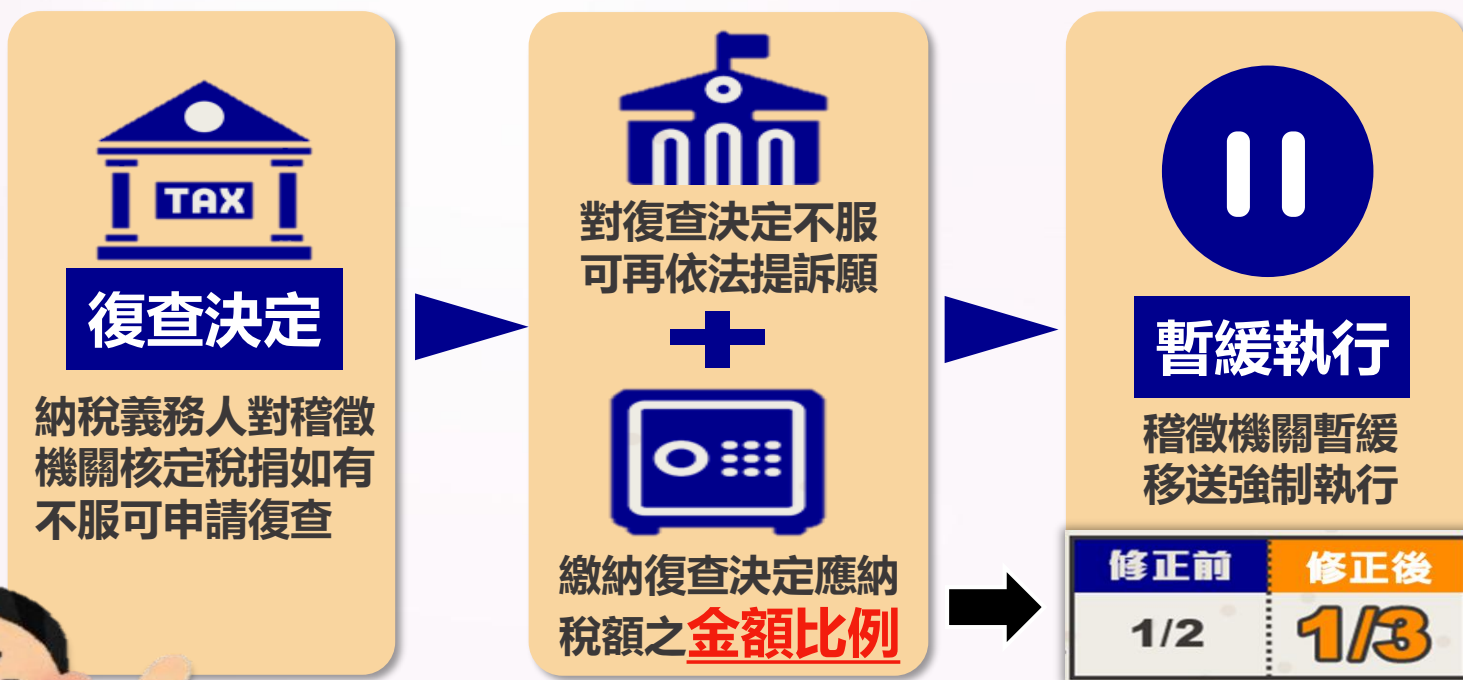 TAX
復查決定
納稅義務人對稽徵
機關核定稅捐如有
不服可申請復查
對復查決定不服
可再依法提訴願
繳納復查決定應納
稅額之金額比例
暫緩執行
稽徵機關暫緩
移送強制執行
修正前 修正後
1/2 1/3